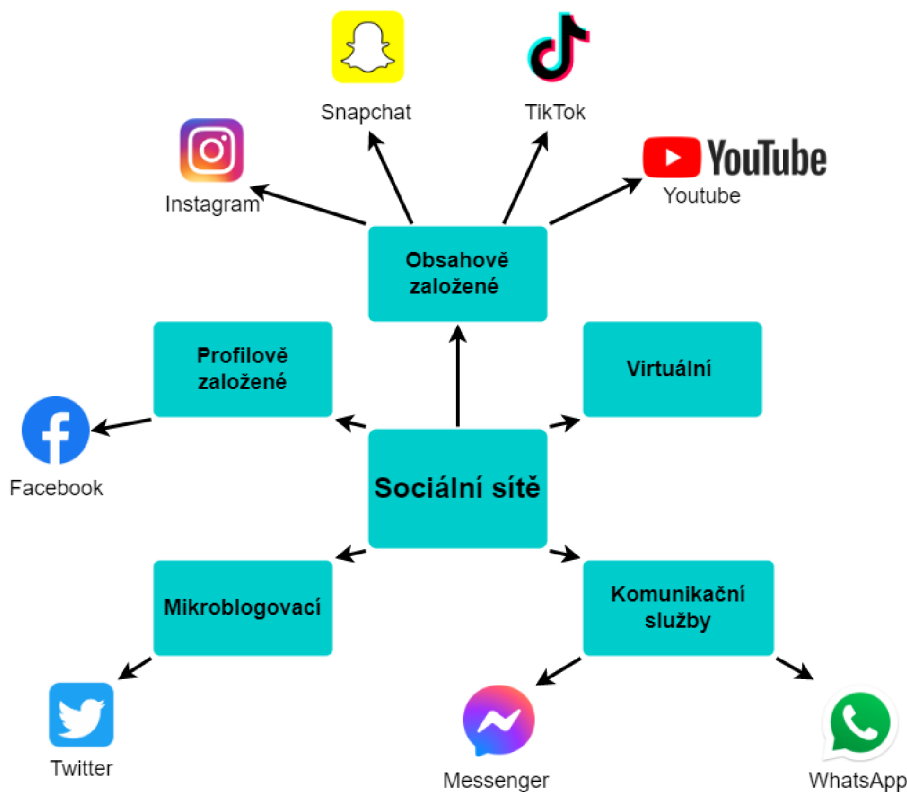 Snapchat
TikTok
Instagram
YouTube
Youtube
Obsahově
založené
Profilově
založené
Virtuální
Facebook
Sociální sítě
Mikroblogovací
Komunikační
služby
Twitter
Messenger
WhatsApp